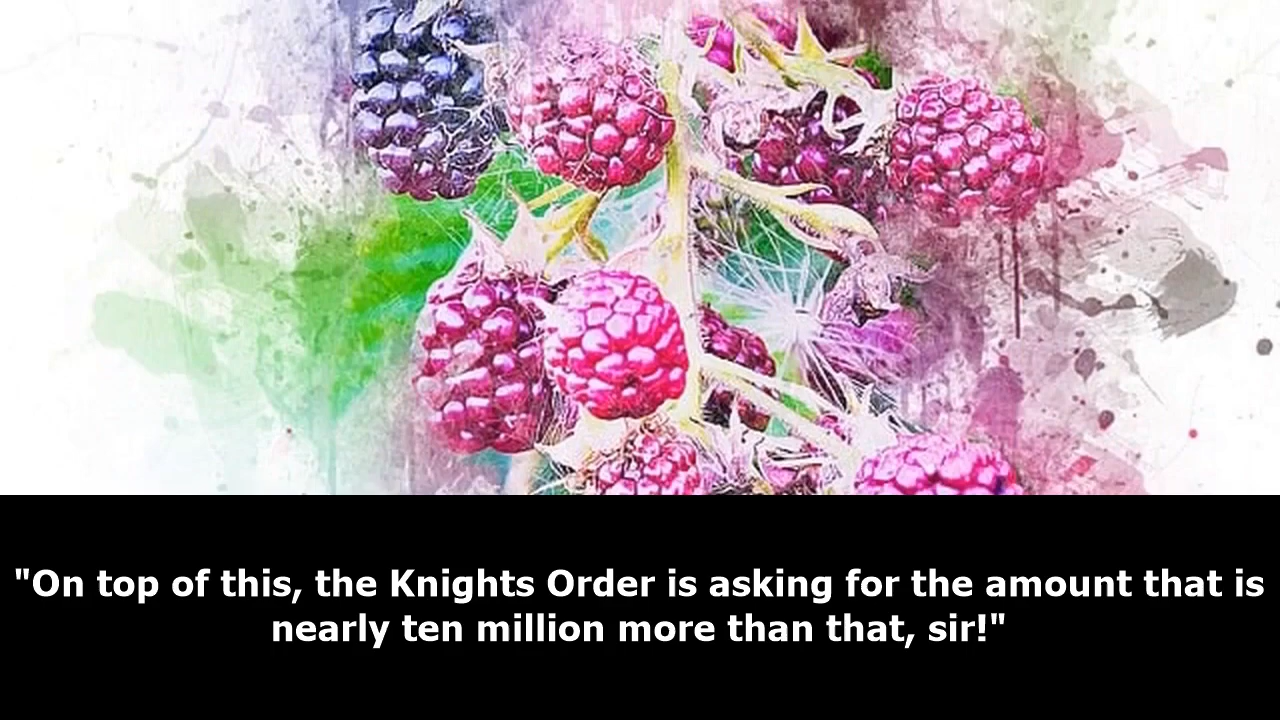 "On top of this, the Knights Order is asking for the amount that is
nearly ten million more than that, sir!"